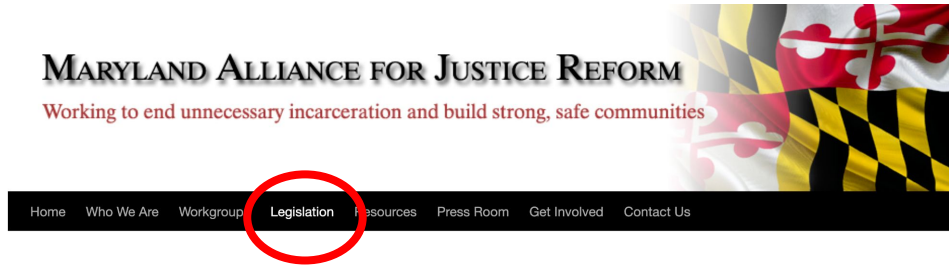 Maryland Alliance for Justice Reform
Working to end unnecessary incarceration and build strong, safe communities
Home Who We Are Workgroup Legislation Resources Press Room Get Involved Contact Us